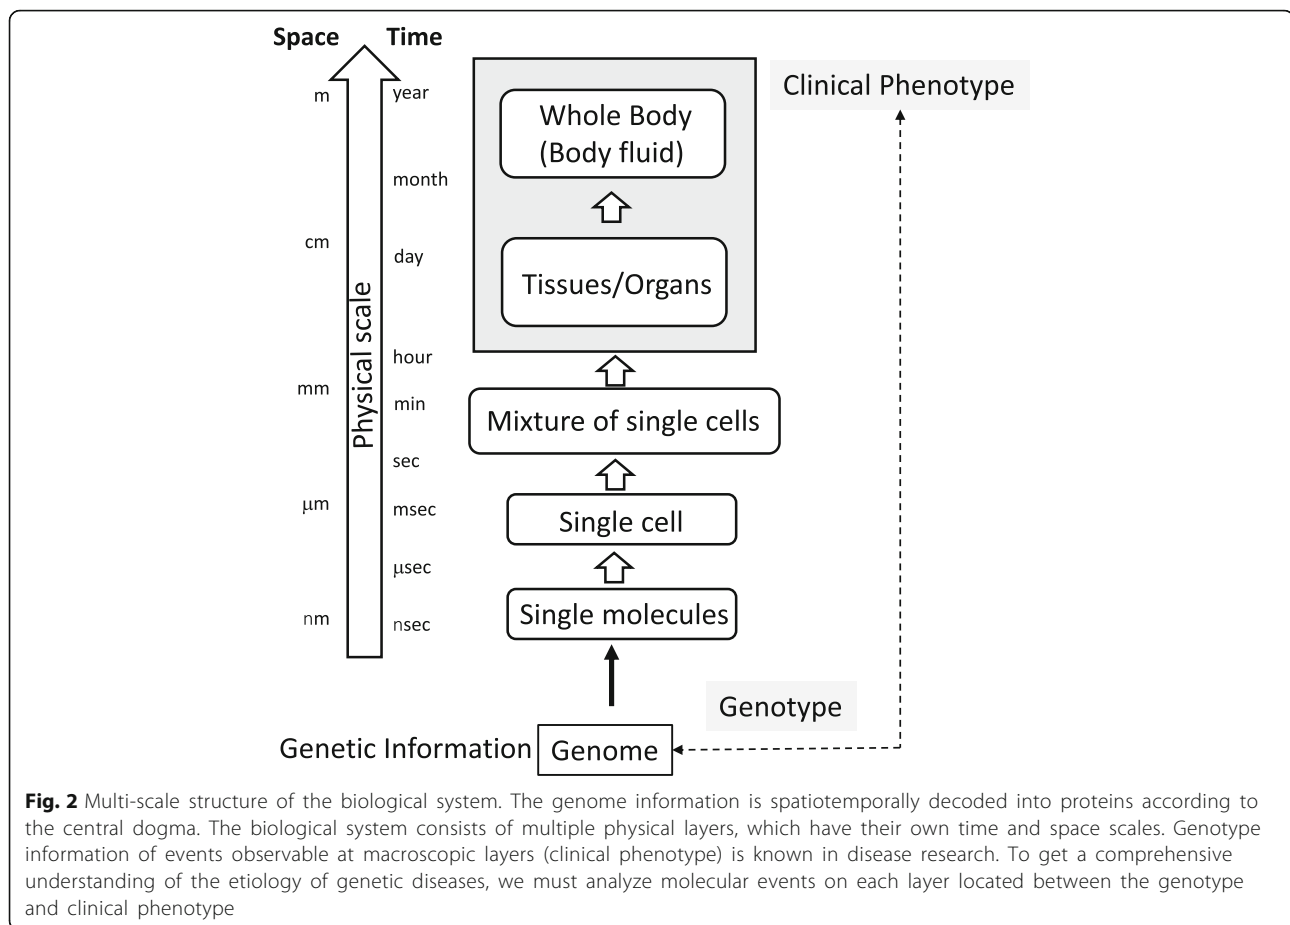 Space Time
m year
Clinical Phenotype
Whole Body
(Body fluid)
month
cm
day
Tissues/Organs
Physical scale
hour
mm
min
Mixture of single cells
sec
μm
msec
Single cell
μsec
nm
nsec
Single molecules
Genotype
Genetic Information
Genome
Fig. 2 Multi-scale structure of the biological system. The genome information is spatiotemporally decoded into proteins according to
the central dogma. The biological system consists of multiple physical layers, which have their own time and space scales. Genotype
information of events observable at macroscopic layers (clinical phenotype) is known in disease research. To get a comprehensive
understanding of the etiology of genetic diseases, we must analyze molecular events on each layer located between the genotype
and clinical phenotype